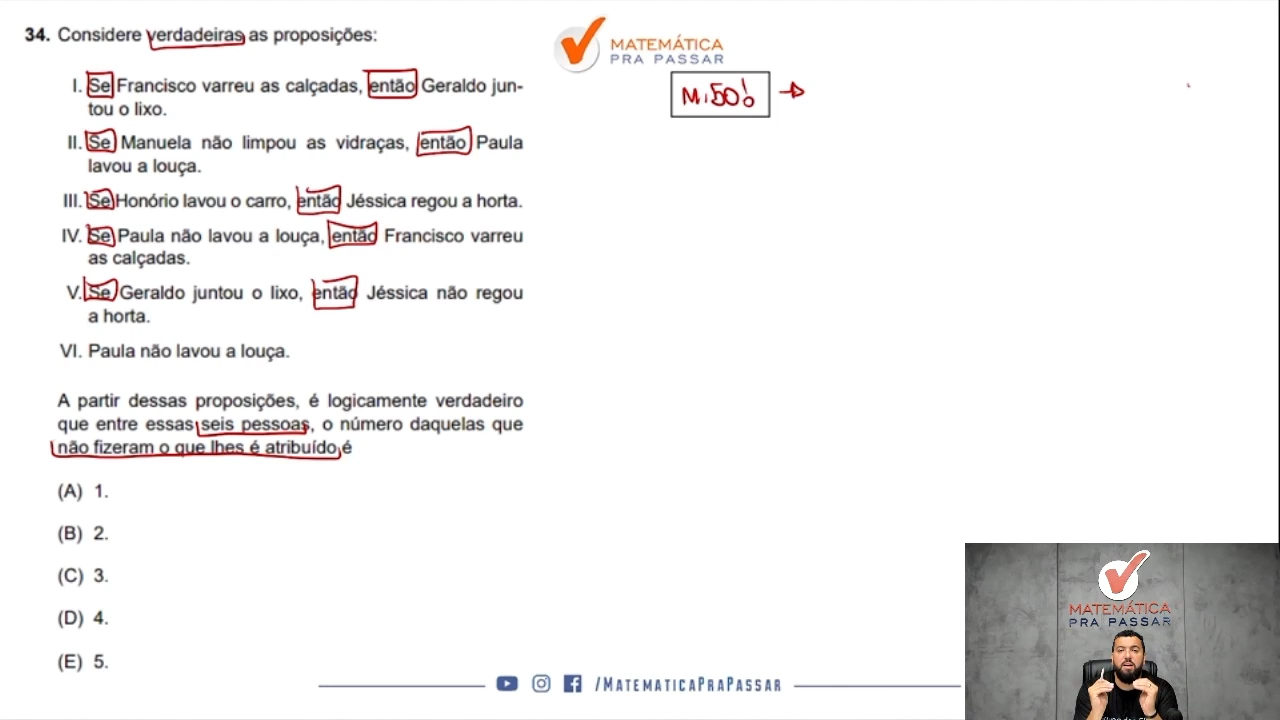 34. Considere verdadeiras as proposições:
MATEMÁTICA
PRA PASSAR
I. Se Francisco varreu as calçadas, então Geraldo jun-
tou o lixo.
II. Se Manuela não limpou as vidraças, então Paula
lavou a louça.
III. Se Honório lavou o carro, então Jéssica regou a horta.
IV. Se Paula não lavou a louça, então Francisco varreu
as calçadas.
V. Se Geraldo juntou o lixo, então Jéssica não regou
a horta.
VI. Paula não lavou a louça.
A partir dessas proposições, é logicamente verdadeiro
que entre essas seis pessoas, o número daquelas que
não fizeram o que lhes é atribuído é
(A) 1.
(B) 2.
(C) 3.
(D) 4.
(E) 5.
/MATEMATICAPRAPASSAR
MATEMÁTICA
PRA PASSAR